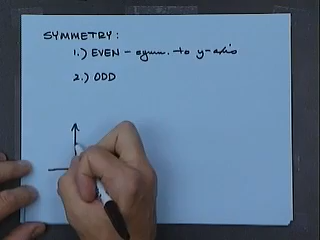 SYMMETRY:
1.) EVEN - symm. to y-axis
2.) ODD